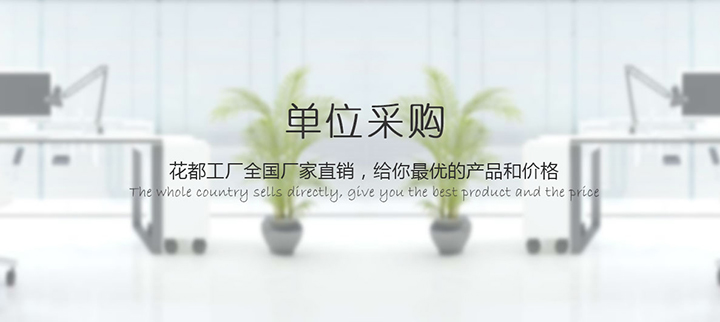 单位采购
花都工厂全国厂家直销，给你最优的产品和价格
The whole country sells directly, give you the best product and the price